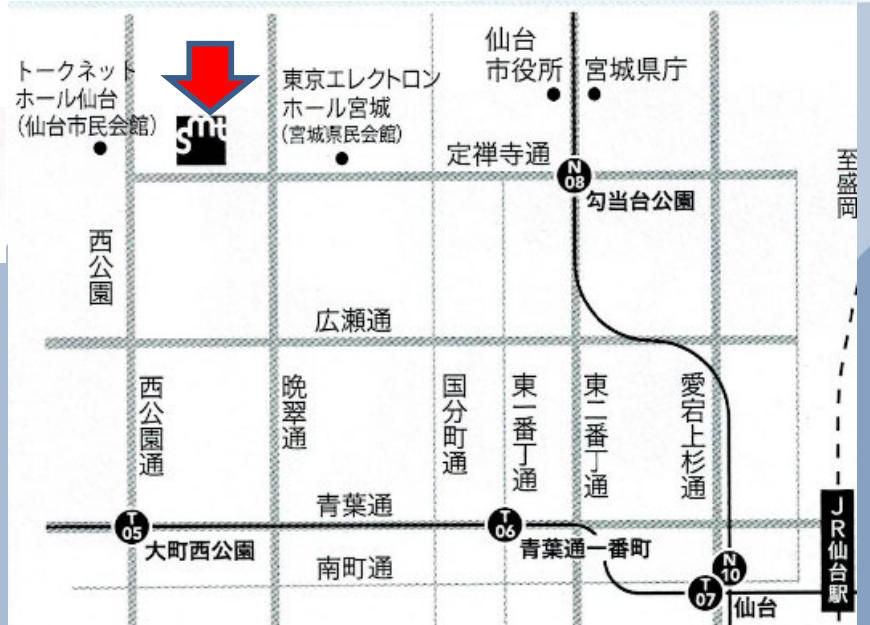 トークネット
ホール仙台
(仙台市民会館)
smt
東京エレクトロン
ホール宮城
(宮城県民会館)
仙台
市役所
宮城県庁
定禅寺通
N
08
勾当台公園
至盛岡
西公園
広瀬通
西公園通
晩翠通
国分町通
東一番丁通
東二番丁通
愛宕上杉通
青葉通
T
05
大町西公園
T
06
青葉通一番町
南町通
N
10
T
07
仙台
JR仙台駅